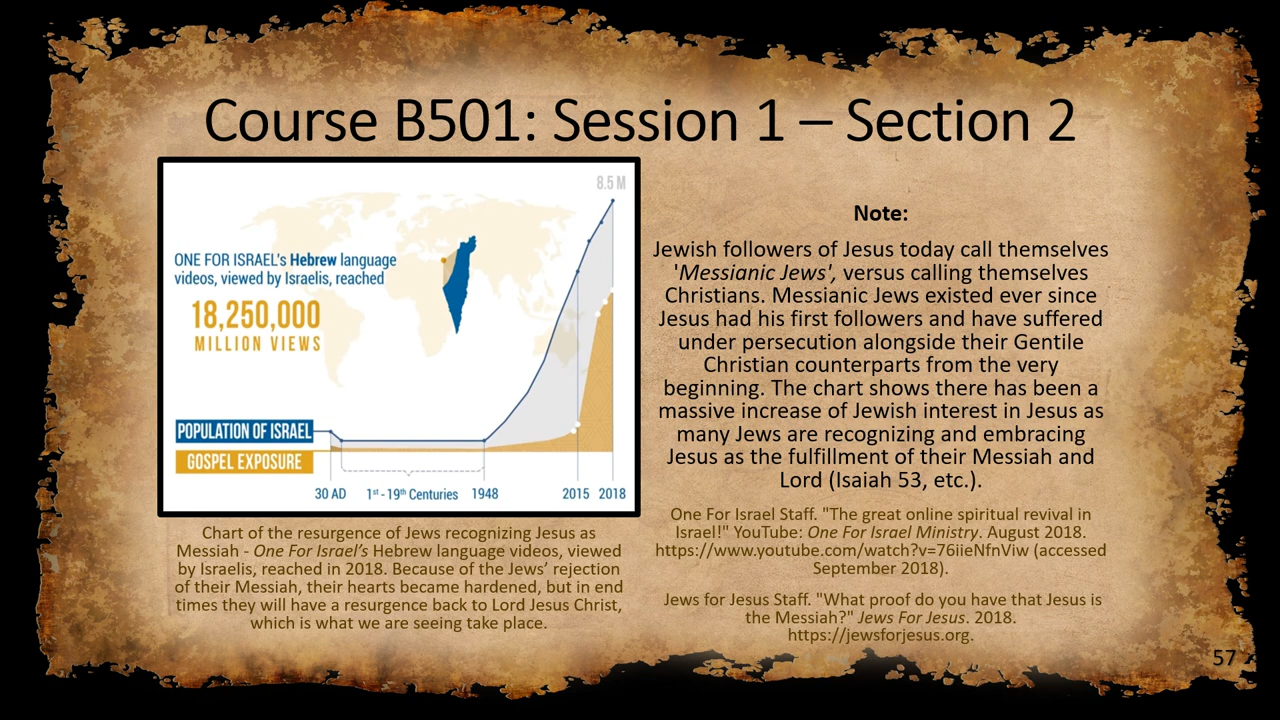 Course B501: Session 1 – Section 2
8.5 M
ONE FOR ISRAEL's Hebrew language
videos, viewed by Israelis, reached
18,250,000
MILLION VIEWS
POPULATION OF ISRAEL
GOSPEL EXPOSURE
30 AD 1st - 19th Centuries 1948 2015 2018
Chart of the resurgence of Jews recognizing Jesus as
Messiah - One For Israel’s Hebrew language videos, viewed
by Israelis, reached in 2018. Because of the Jews’ rejection
of their Messiah, their hearts became hardened, but in end
times they will have a resurgence back to Lord Jesus Christ,
which is what we are seeing take place.
Note:
Jewish followers of Jesus today call themselves
'Messianic Jews', versus calling themselves
Christians. Messianic Jews existed ever since
Jesus had his first followers and have suffered
under persecution alongside their Gentile
Christian counterparts from the very
beginning. The chart shows there has been a
massive increase of Jewish interest in Jesus as
many Jews are recognizing and embracing
Jesus as the fulfillment of their Messiah and
Lord (Isaiah 53, etc.).
One For Israel Staff. "The great online spiritual revival in
Israel!" YouTube: One For Israel Ministry. August 2018.
https://www.youtube.com/watch?v=76iieNfnViw (accessed
September 2018).
Jews for Jesus Staff. "What proof do you have that Jesus is
the Messiah?" Jews For Jesus. 2018.
https://jewsforjesus.org.
57